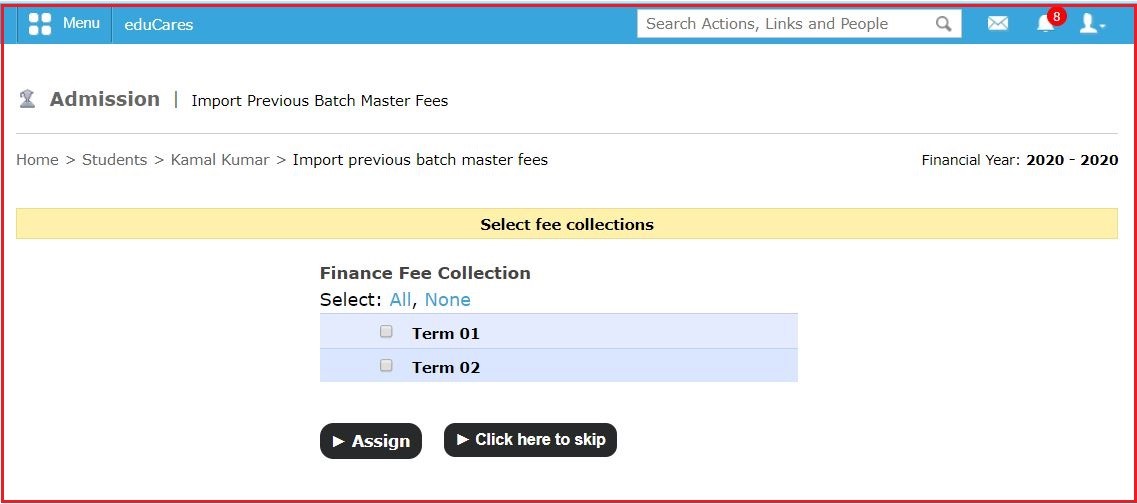 Menu eduCares Search Actions, Links and People 8
Admission | Import Previous Batch Master Fees
Home > Students > Kamal Kumar > Import previous batch master fees Financial Year: 2020 - 2020
Select fee collections
Finance Fee Collection
Select: All, None
Term 01
Term 02
Assign Click here to skip